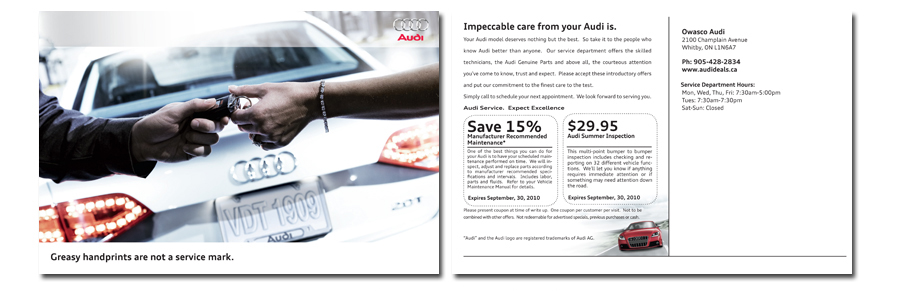 Audi
2.0T
Audi
Greasy handprints are not a service mark.
Impeccable care from your Audi is.
Your Audi model deserves nothing but the best. So take it to the people who
know Audi better than anyone. Our service department offers the skilled
technicians, the Audi Genuine Parts and above all, the courteous attention
you've come to know, trust and expect. Please accept these introductory offers
and put our commitment to the finest care to the test.
Simply call to schedule your next appointment. We look forward to serving you.
Audi Service. Expect Excellence
Save 15%
Manufacturer Recommended
Maintenance*
One of the best things you can do for
your Audi is to have your scheduled main-
tenance performed on time. We will in-
spect, adjust and replace parts according
to manufacturer recommended speci-
fications and intervals. Includes labor,
parts and fluids. Refer to your Vehicle
Maintenance Manual for details.
Expires September, 30, 2010
$29.95
Audi Summer Inspection
This multi-point bumper to bumper
inspection includes checking and re-
porting on 32 different vehicle func-
tions. We'll let you know if anything
requires immediate attention or if
something may need attention down
the road.
Expires September, 30, 2010
Please present coupon at time of write up. One coupon per customer per visit. Not to be
combined with other offers. Not redeemable for advertised specials, previous purchases or cash.
"Audi" and the Audi logo are registered trademarks of Audi AG.
Owasco Audi
2100 Champlain Avenue
Whitby, ON L1N6A7
Ph: 905-428-2834
www.audideals.ca
Service Department Hours:
Mon, Wed, Thu, Fri: 7:30am-5:00pm
Tues: 7:30am-7:30pm
Sat-Sun: Closed